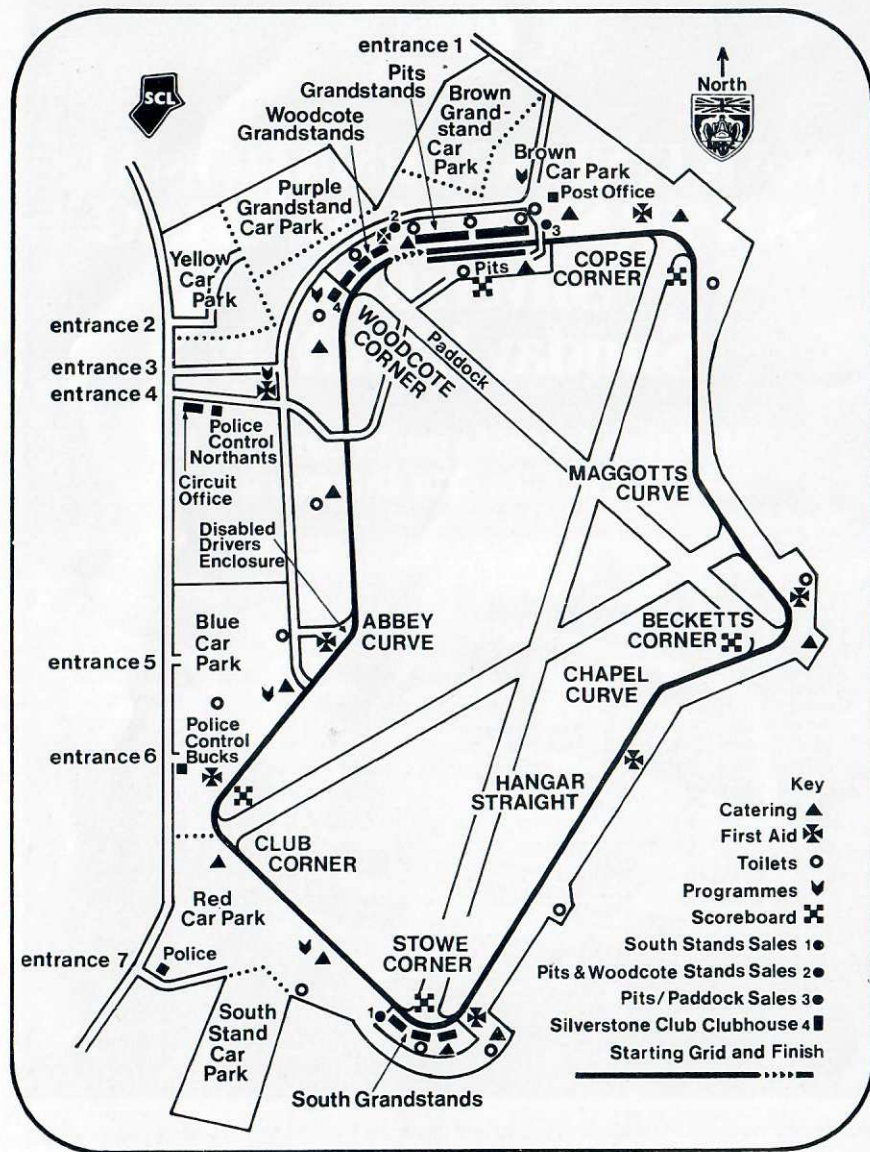 entrance 1
Pits
Grandstands
Woodcote
Grandstands
Brown
Grand-
stand
Car
Park
SCL
North
Brown
Car Park
Post Office
Purple
Grandstand
Car Park
2
3
Yellow
Car
Park
Pits
COPSE
CORNER
4
entrance 2
WOODCOTE
CORNER
Paddock
entrance 3
entrance 4
Police
Control
Northants
Circuit
Office
MAGGOTTS
CURVE
Disabled
Drivers
Enclosure
Blue
Car
Park
ABBEY
CURVE
BECKETTS
CORNER
entrance 5
CHAPEL
CURVE
Police
Control
Bucks
entrance 6
HANGAR
STRAIGHT
CLUB
CORNER
Red
Car Park
entrance 7
Police
STOWE
CORNER
1
South
Stand
Car
Park
South Grandstands
Key
Catering
First Aid
Toilets
Programmes
Scoreboard
South Stands Sales 1
Pits & Woodcote Stands Sales 2
Pits/Paddock Sales 3
Silverstone Club Clubhouse 4
Starting Grid and Finish